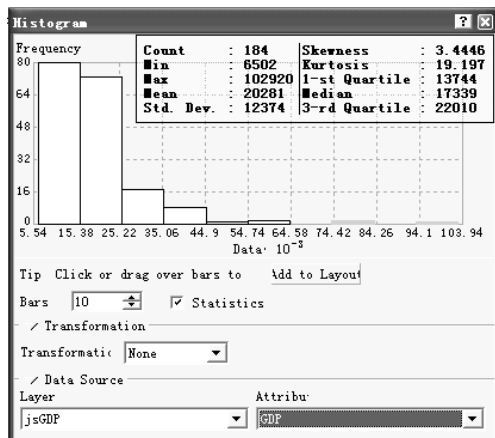 Histogram
Frequency
Count : 184 Skewness : 3.4446
Min : 6502 Kurtosis : 19.197
Max : 102920 1-st Quartile : 13744
Mean : 20281 Median : 17339
Std. Dev. : 12374 3-rd Quartile : 22010
80
64
48
32
16
0
5.54 15.38 25.22 35.06 44.9 54.74 64.58 74.42 84.26 94.1 103.94
Data· 10⁻³
Tip Click or drag over bars to Add to Layout
Bars 10 Statistics
Transformation
Transformatic None
Data Source
Layer Attribu
jsGDP GDP